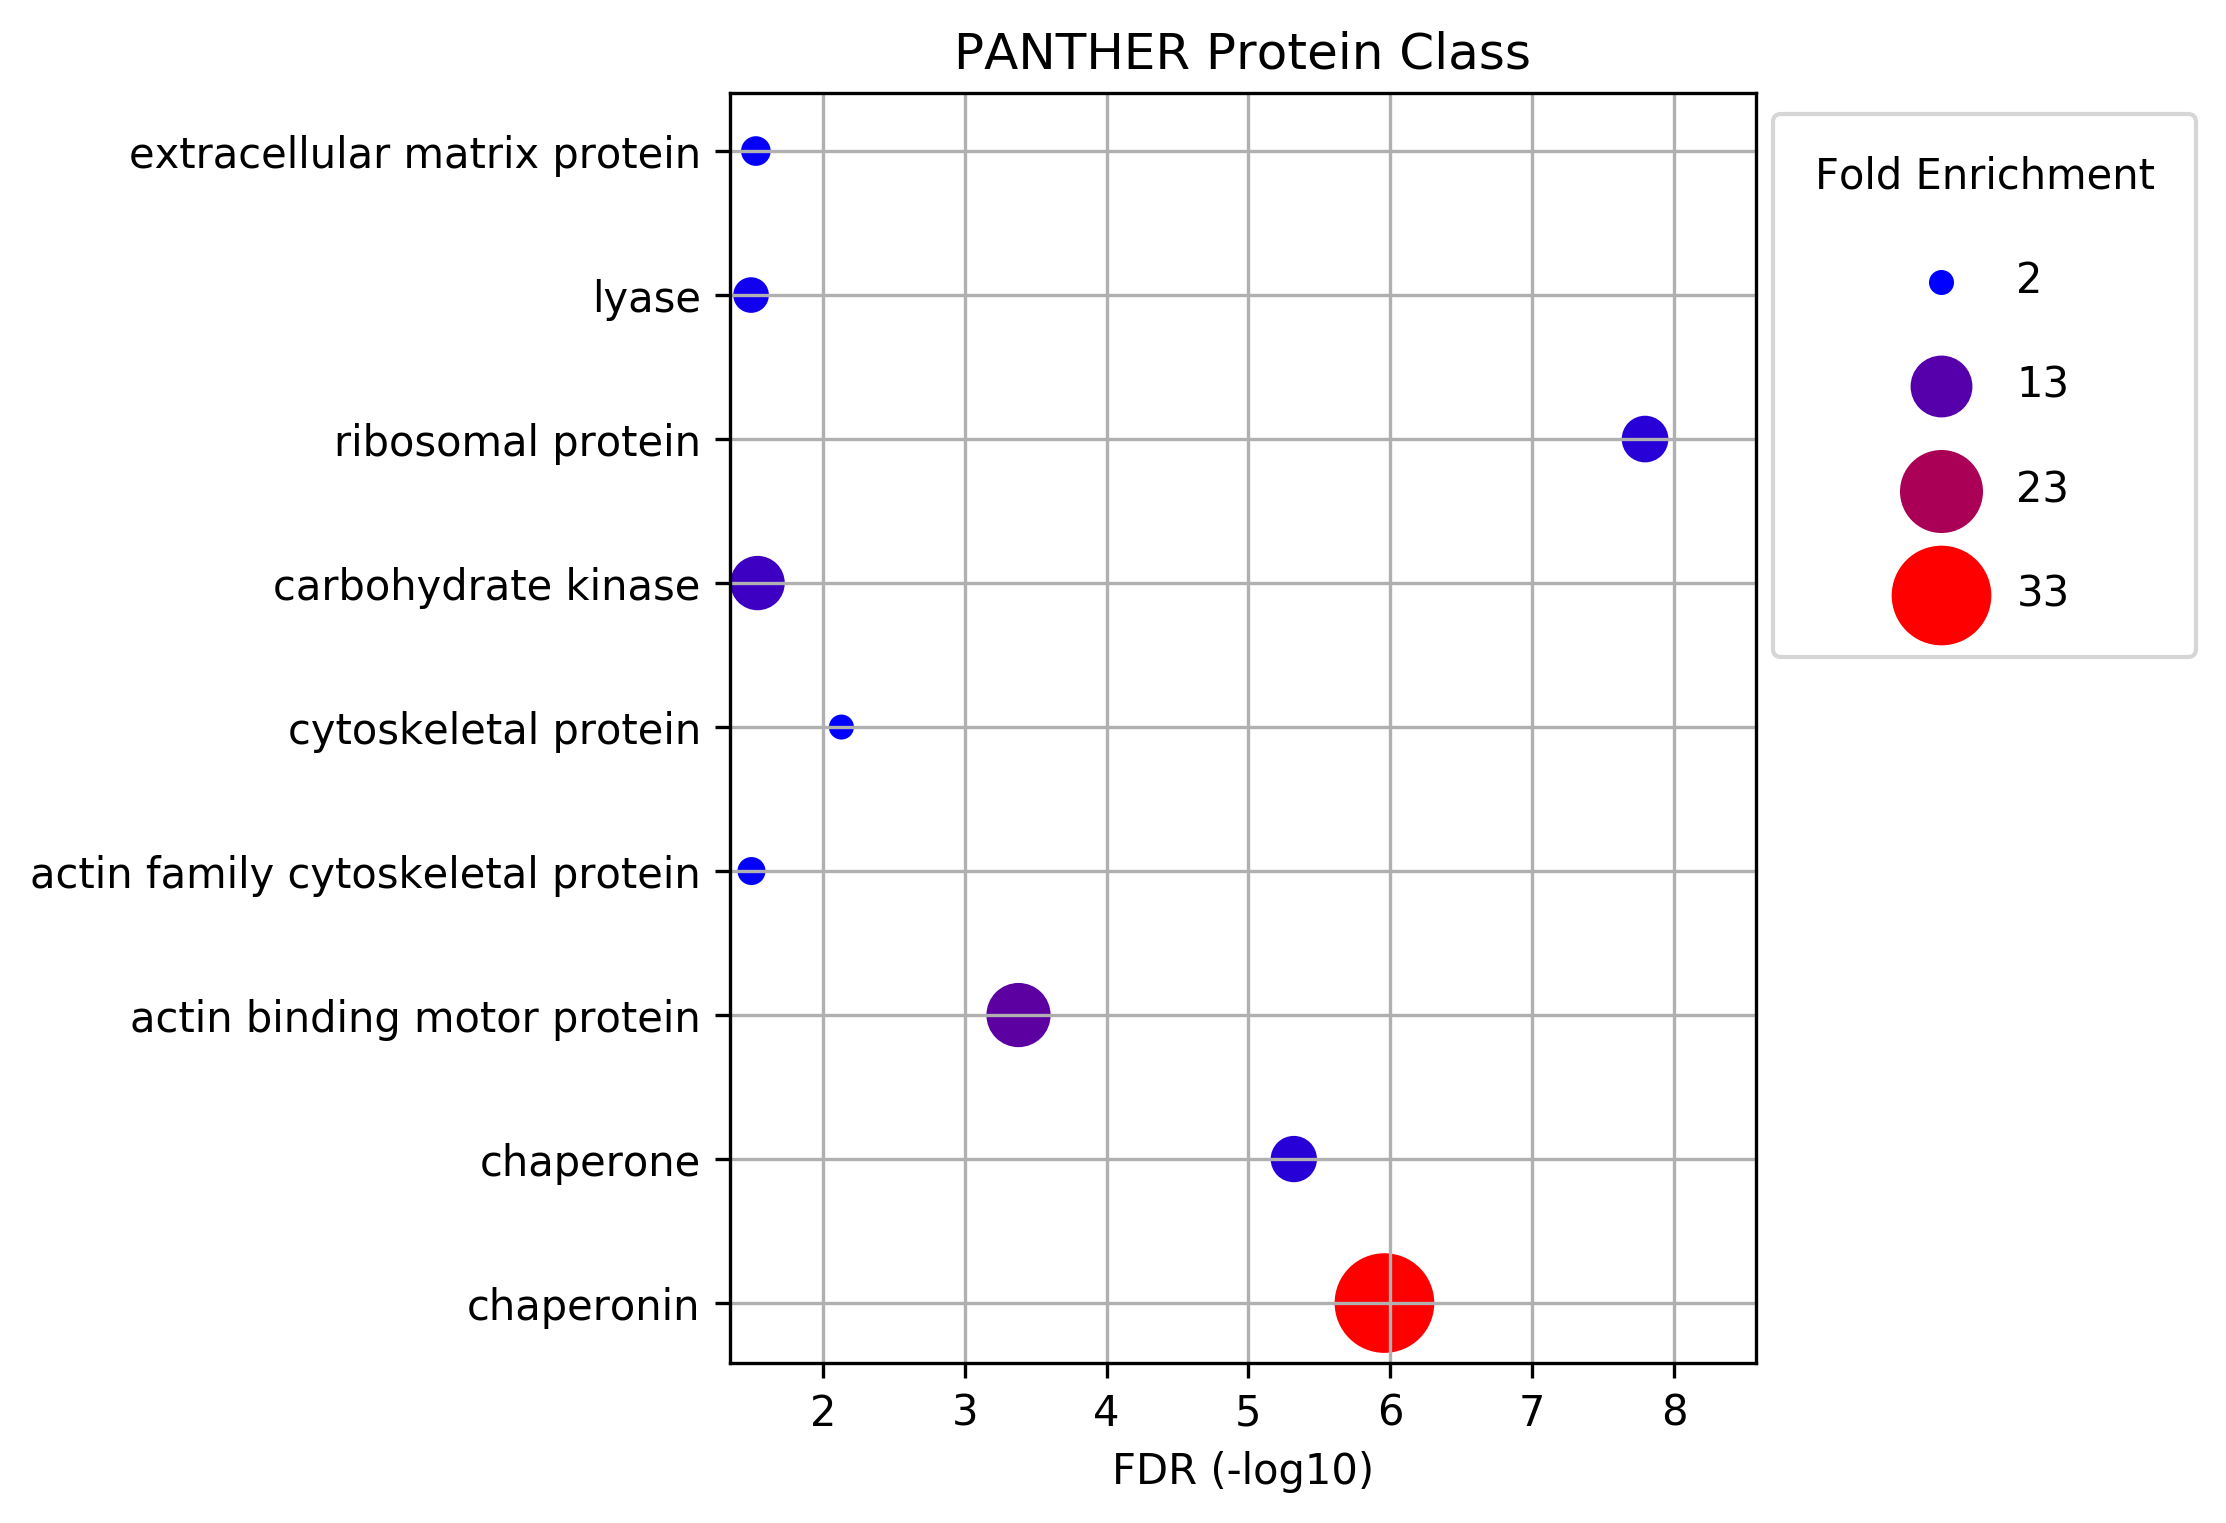 PANTHER Protein Class
extracellular matrix protein
lyase
ribosomal protein
carbohydrate kinase
cytoskeletal protein
actin family cytoskeletal protein
actin binding motor protein
chaperone
chaperonin
2 3 4 5 6 7 8
FDR (-log10)
Fold Enrichment
2
13
23
33